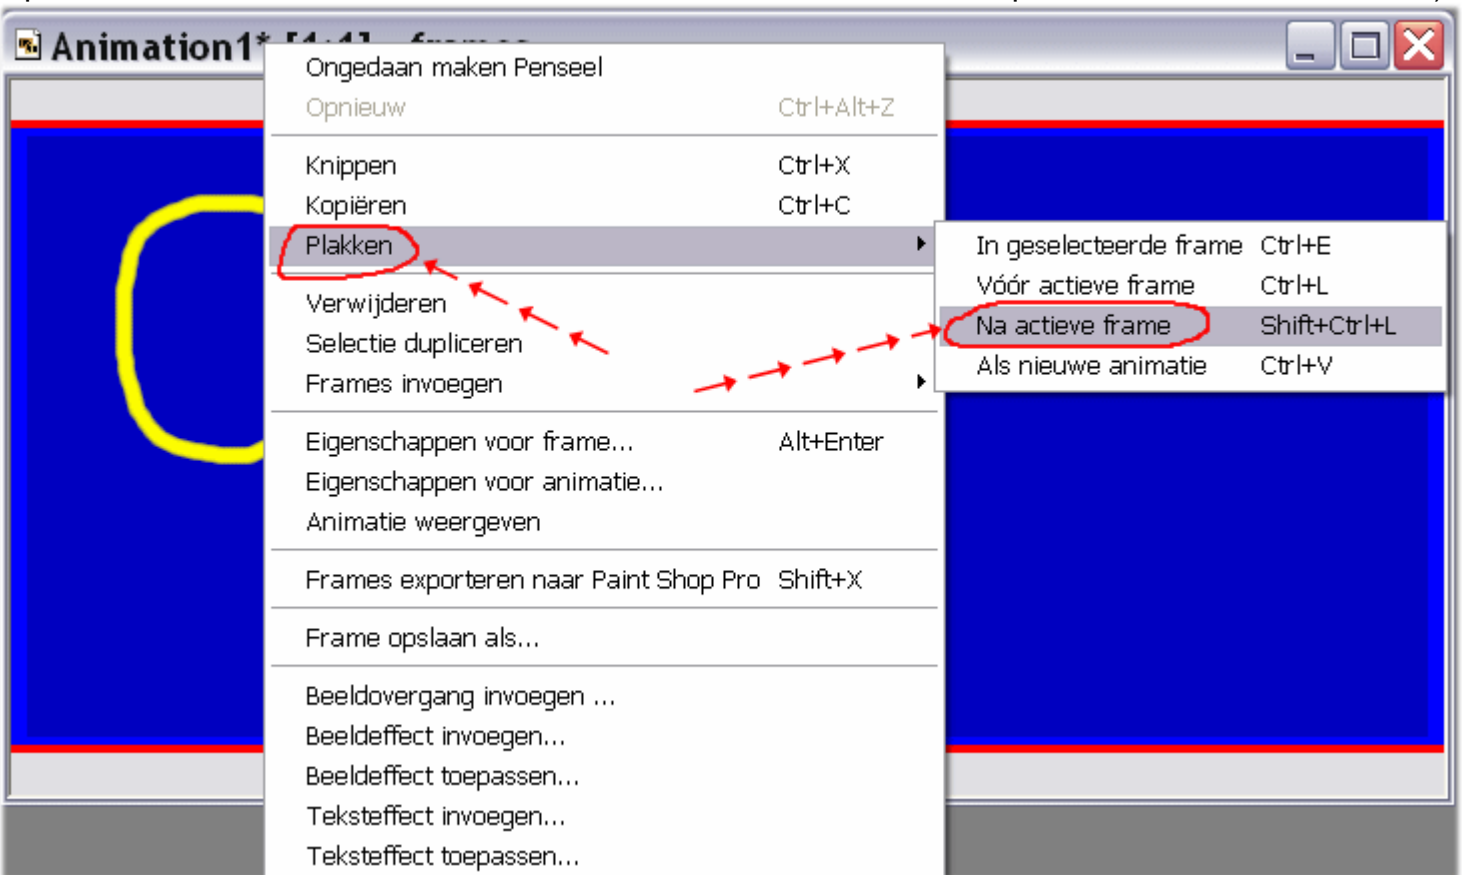 Animation1*
Ongedaan maken Penseel
Opnieuw Ctrl+Alt+Z
Knippen Ctrl+X
Kopiëren Ctrl+C
Plakken
Verwijderen
Selectie dupliceren
Frames invoegen
Eigenschappen voor frame... Alt+Enter
Eigenschappen voor animatie...
Animatie weergeven
Frames exporteren naar Paint Shop Pro Shift+X
Frame opslaan als...
Beeldovergang invoegen ...
Beeldeffect invoegen...
Beeldeffect toepassen...
Teksteffect invoegen...
Teksteffect toepassen...
In geselecteerde frame Ctrl+E
Vóór actieve frame Ctrl+L
Na actieve frame Shift+Ctrl+L
Als nieuwe animatie Ctrl+V